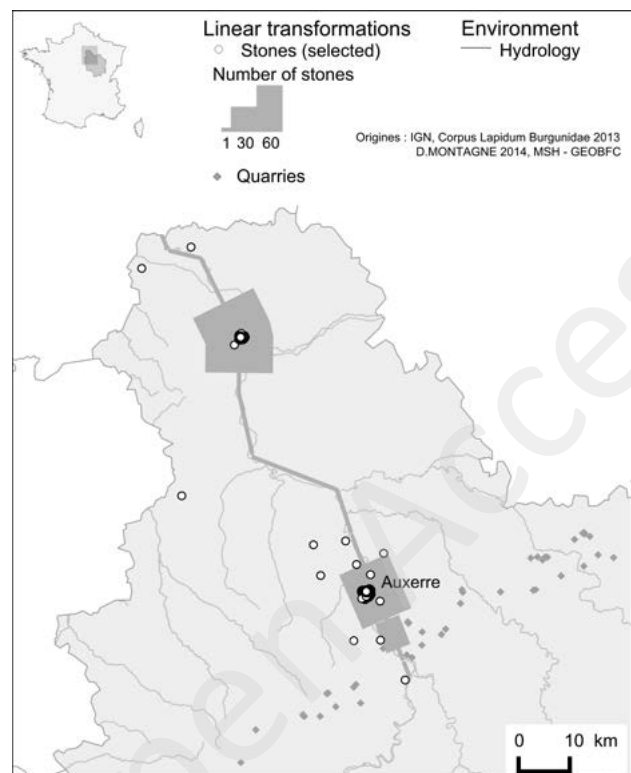 Linear transformations
Stones (selected)
Number of stones
1 30 60
Quarries
Environment
Hydrology
Origines : IGN, Corpus Lapidum Burgunidae 2013
D.MONTAGNE 2014, MSH - GEOBFC
Auxerre
0 10 km